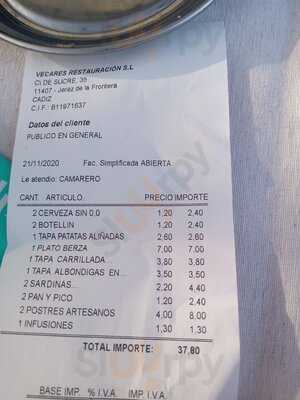 VECARES RESTAURACIÓN S.L
C\ DE SUCRE, 35
11407 - Jerez de la Frontera
CADIZ
C.I.F.: B11971637
Datos del cliente
PUBLICO EN GENERAL
21/11/2020 Fac. Simplificada ABIERTA
Le atendio: CAMARERO
CANT. ARTICULO PRECIO IMPORTE
2 CERVEZA SIN 0,0 1,20 2,40
2 BOTELLIN 1,20 2,40
1 TAPA PATATAS ALIÑADAS 2,60 2,60
1 PLATO BERZA 7,00 7,00
1 TAPA CARRILLADA 3,80 3,80
1 TAPA ALBONDIGAS EN... 3,50 3,50
2 SARDINAS... 2,20 4,40
2 PAN Y PICO 1,20 2,40
2 POSTRES ARTESANOS 4,00 8,00
1 INFUSIONES 1,30 1,30
TOTAL IMPORTE: 37,80
BASE IMP. % I.V.A. IMP. I.V.A.